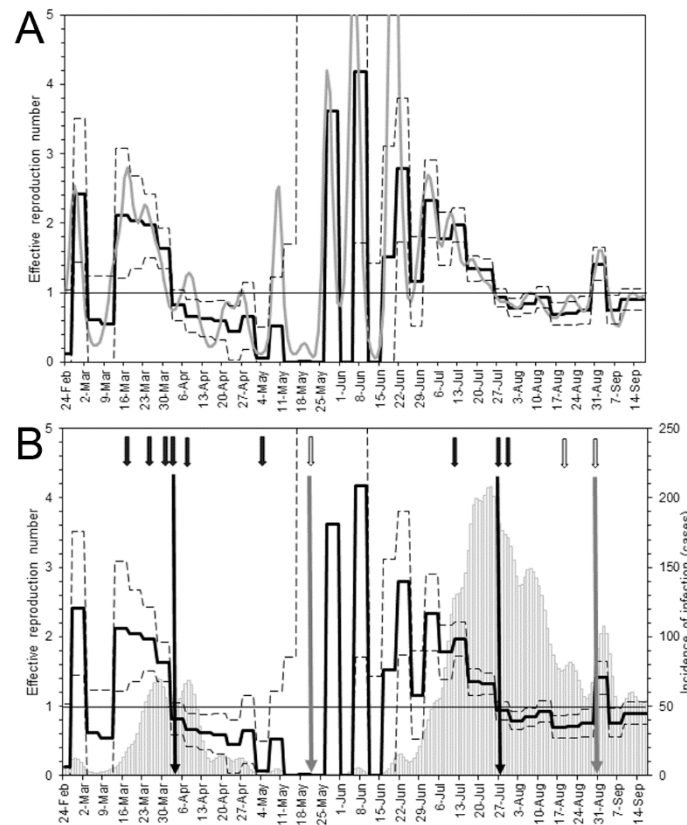 A
Effective reproduction number
5
4
3
2
1
0
24-Feb
2-Mar
9-Mar
16-Mar
23-Mar
30-Mar
6-Apr
13-Apr
20-Apr
27-Apr
4-May
11-May
18-May
25-May
1-Jun
8-Jun
15-Jun
22-Jun
29-Jun
6-Jul
13-Jul
20-Jul
27-Jul
3-Aug
10-Aug
17-Aug
24-Aug
31-Aug
7-Sep
14-Sep
B
Effective reproduction number
5
4
3
2
1
0
250
200
150
100
50
0
Incidence of infection (cases)
24-Feb
2-Mar
9-Mar
16-Mar
23-Mar
30-Mar
6-Apr
13-Apr
20-Apr
27-Apr
4-May
11-May
18-May
25-May
1-Jun
8-Jun
15-Jun
22-Jun
29-Jun
6-Jul
13-Jul
20-Jul
27-Jul
3-Aug
10-Aug
17-Aug
24-Aug
31-Aug
7-Sep
14-Sep